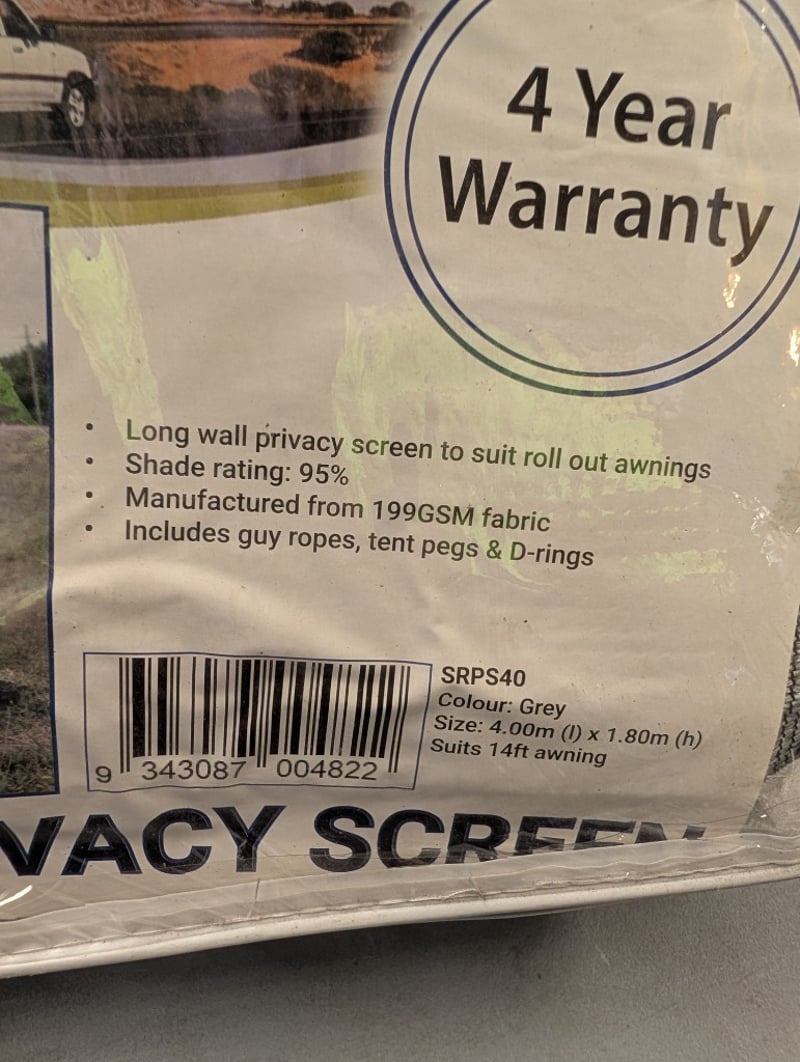 4 Year
Warranty
• Long wall privacy screen to suit roll out awnings
• Shade rating: 95%
• Manufactured from 199GSM fabric
• Includes guy ropes, tent pegs & D-rings
SRPS40
Colour: Grey
Size: 4.00m (l) x 1.80m (h)
Suits 14ft awning
9 343087 004822
VACY SCREEN